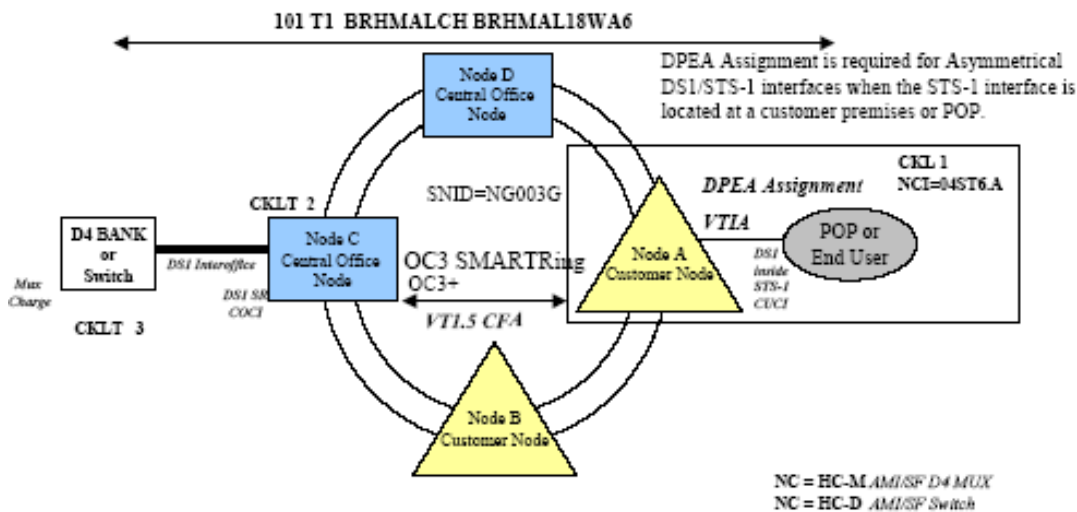 101 T1 BRHMALCH BRHMAL18WA6
DPEA Assignment is required for Asymmetrical
DS1/STS-1 interfaces when the STS-1 interface is
located at a customer premises or POP.
Node D
Central Office
Node
CKL 1
NCI=04ST6.A
SNID=NG003G
DPEA Assignment
VTIA
CKLT 2
D4 BANK
or
Switch
DS1 Interoffice
Node C
Central Office
Node
OC3 SMARTRing
OC3+
Node A
Customer Node
POP or
End User
DS1
inside
STS-1
CUCI
Mux
Charge
DS1 SR
COCI
CKLT 3
VT1.5 CFA
Node B
Customer Node
NC = HC-M AMI/SF D4 MUX
NC = HC-D AMI/SF Switch